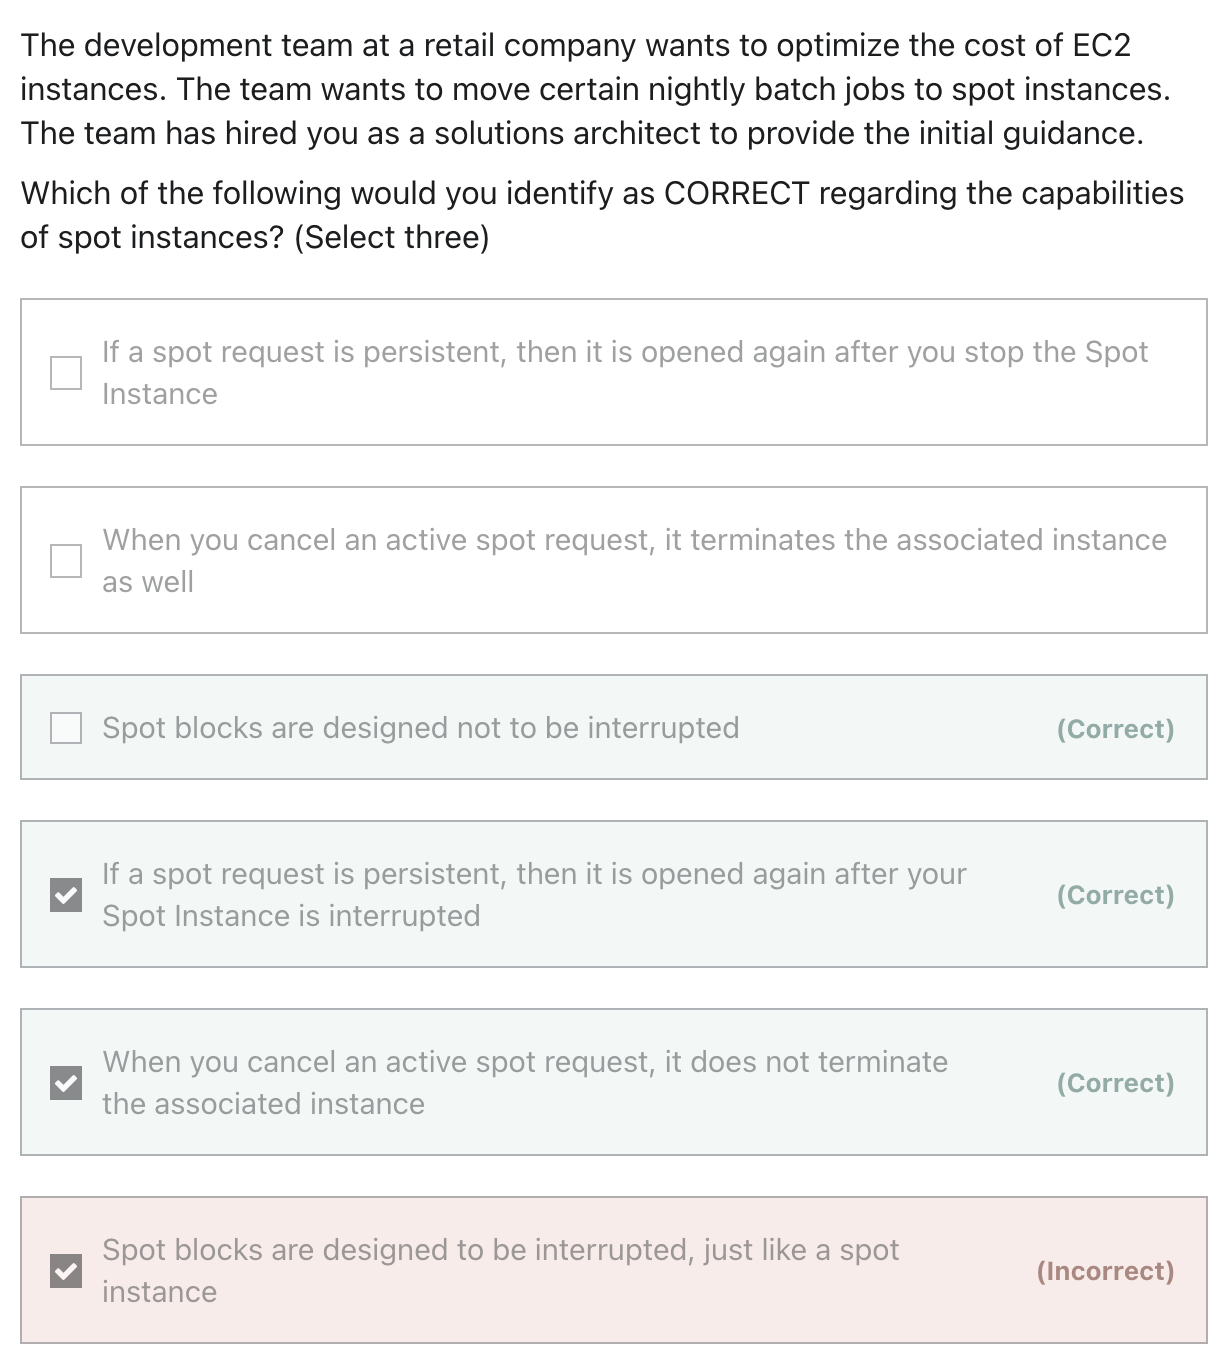 The development team at a retail company wants to optimize the cost of EC2
instances. The team wants to move certain nightly batch jobs to spot instances.
The team has hired you as a solutions architect to provide the initial guidance.
Which of the following would you identify as CORRECT regarding the capabilities
of spot instances? (Select three)
If a spot request is persistent, then it is opened again after you stop the Spot
Instance
When you cancel an active spot request, it terminates the associated instance
as well
Spot blocks are designed not to be interrupted (Correct)
If a spot request is persistent, then it is opened again after your
Spot Instance is interrupted
(Correct)
When you cancel an active spot request, it does not terminate
the associated instance
(Correct)
Spot blocks are designed to be interrupted, just like a spot
instance
(Incorrect)